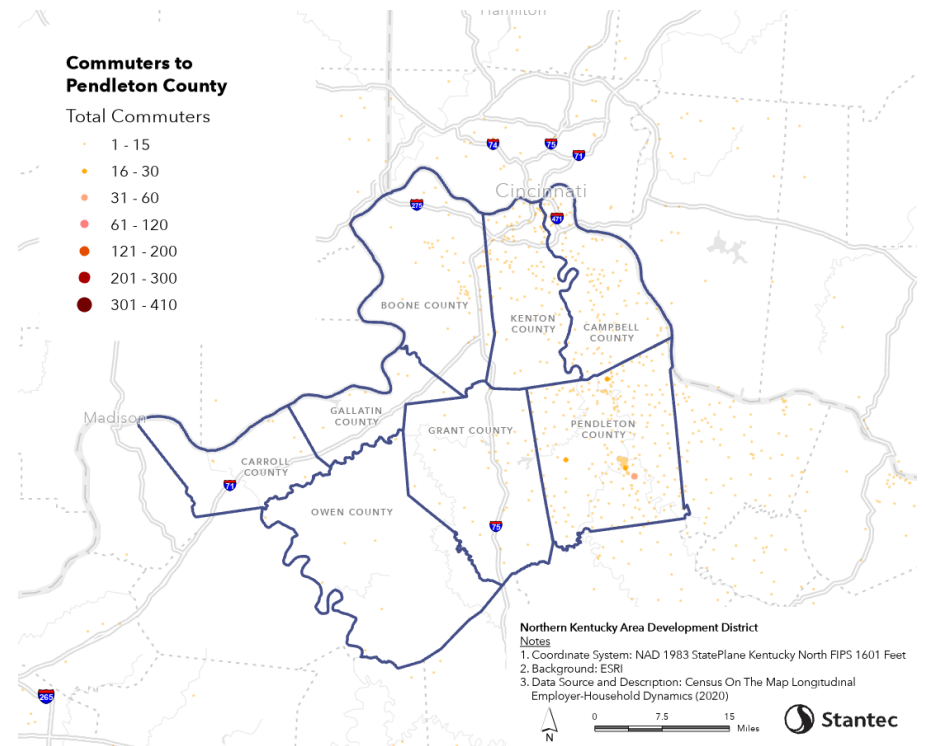 Hamilton
Commuters to
Pendleton County
Total Commuters
1 - 15
16 - 30
31 - 60
61 - 120
121 - 200
201 - 300
301 - 410
74
75
71
Cincinnati
275
471
BOONE COUNTY
KENTON
COUNTY
CAMPBELL
COUNTY
Madison
GALLATIN
COUNTY
GRANT COUNTY
PENDLETON
COUNTY
CARROLL
COUNTY
71
OWEN COUNTY
75
265
Northern Kentucky Area Development District
Notes
1. Coordinate System: NAD 1983 StatePlane Kentucky North FIPS 1601 Feet
2. Background: ESRI
3. Data Source and Description: Census On The Map Longitudinal
Employer-Household Dynamics (2020)
N
0 7.5 15
Miles
Stantec